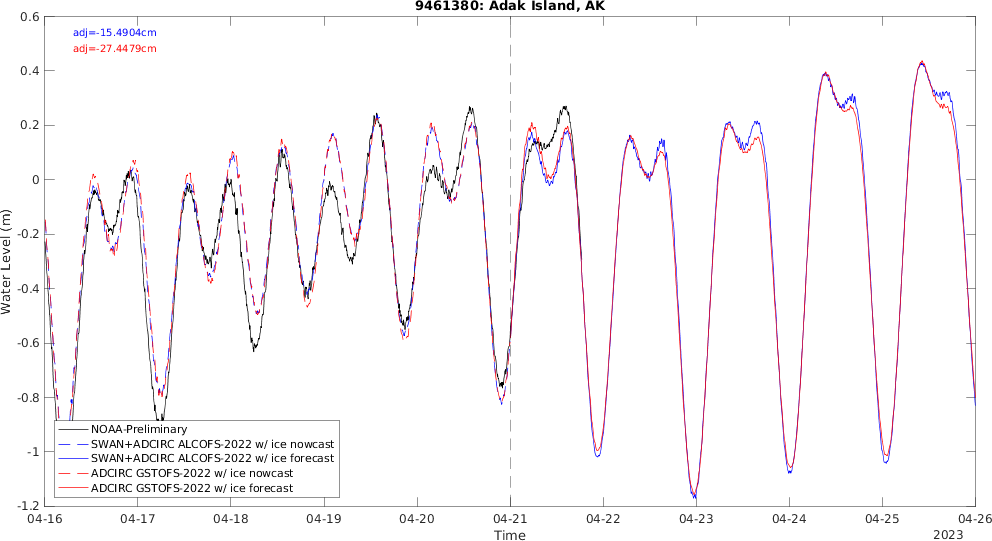 9461380: Adak Island, AK
adj=-15.4904cm
adj=-27.4479cm
0.6
0.4
0.2
0
-0.2
-0.4
-0.6
-0.8
-1
-1.2
Water Level (m)
NOAA-Preliminary
SWAN+ADCIRC ALCOFS-2022 w/ ice nowcast
SWAN+ADCIRC ALCOFS-2022 w/ ice forecast
ADCIRC GSTOFS-2022 w/ ice nowcast
ADCIRC GSTOFS-2022 w/ ice forecast
04-16 04-17 04-18 04-19 04-20 04-21 04-22 04-23 04-24 04-25 04-26
Time
2023